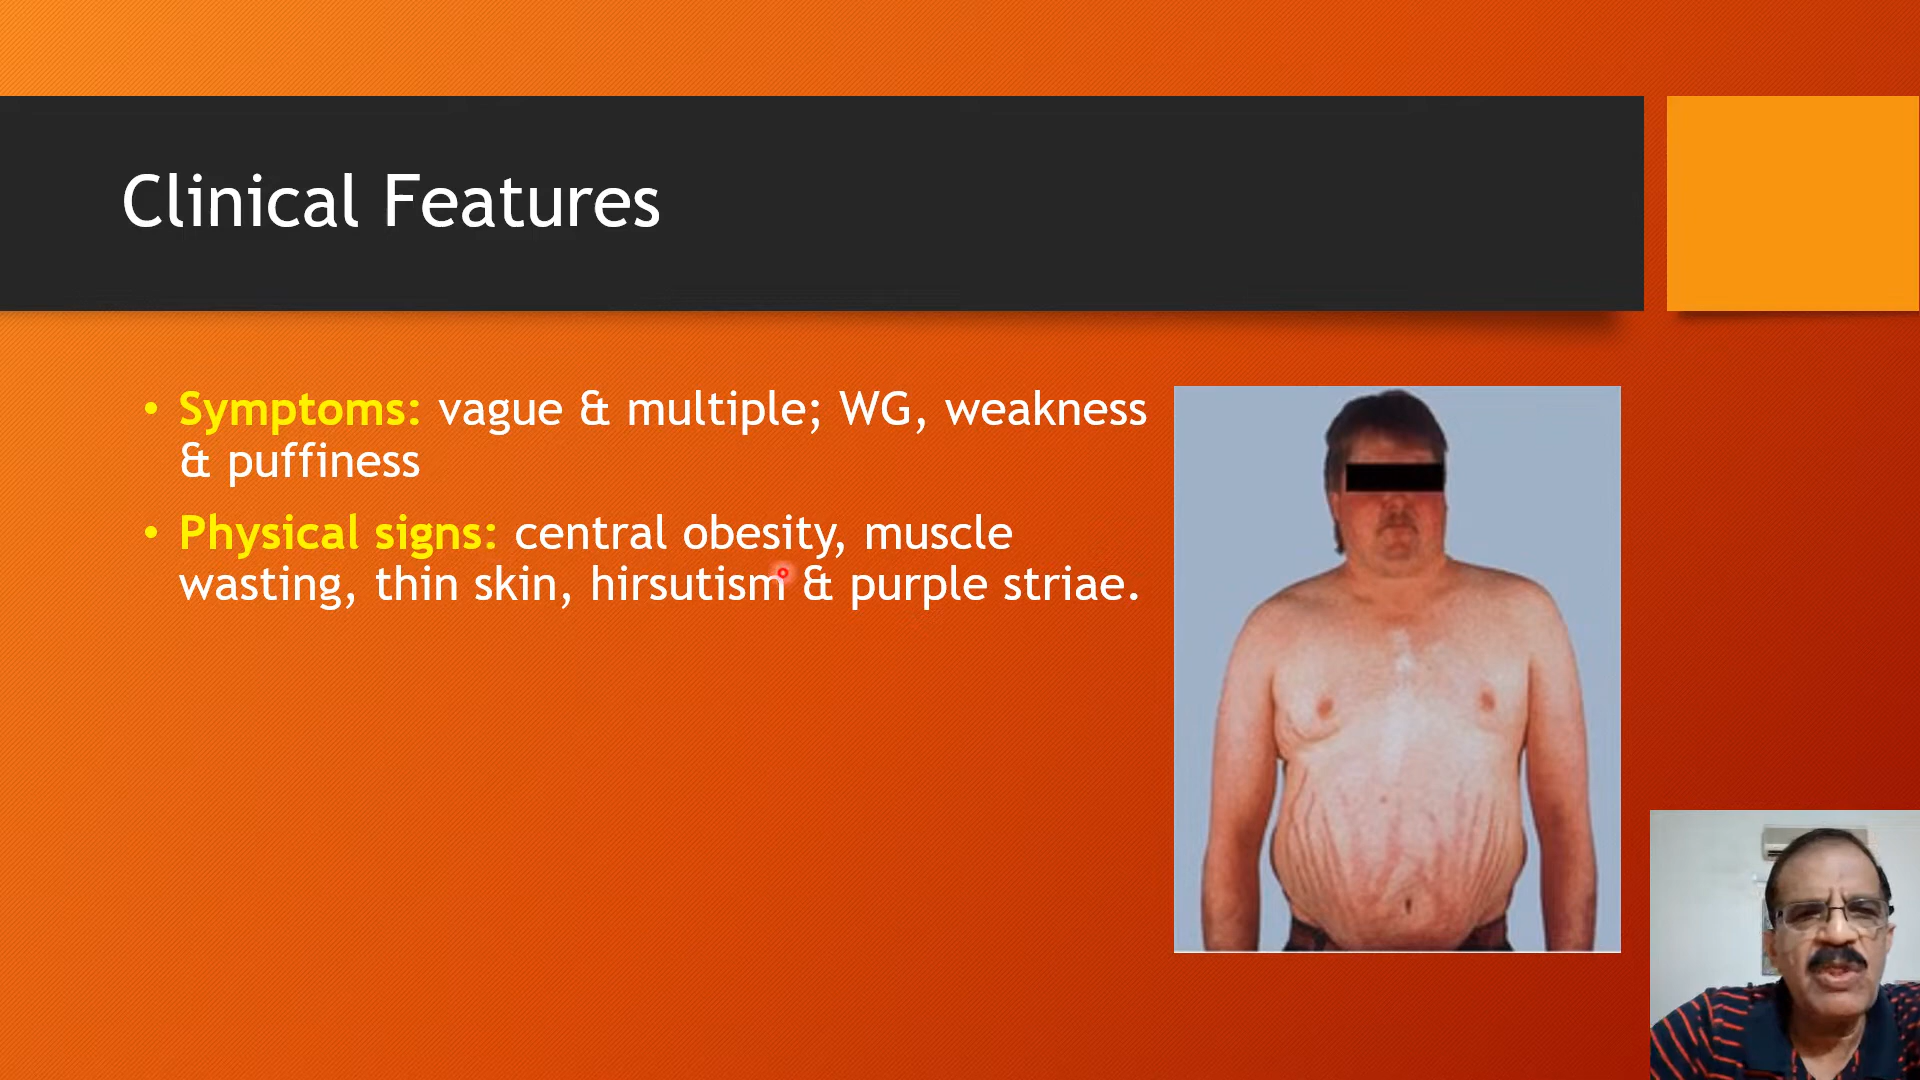 Clinical Features
• Symptoms: vague & multiple; WG, weakness
& puffiness
• Physical signs: central obesity, muscle
wasting, thin skin, hirsutism & purple striae.